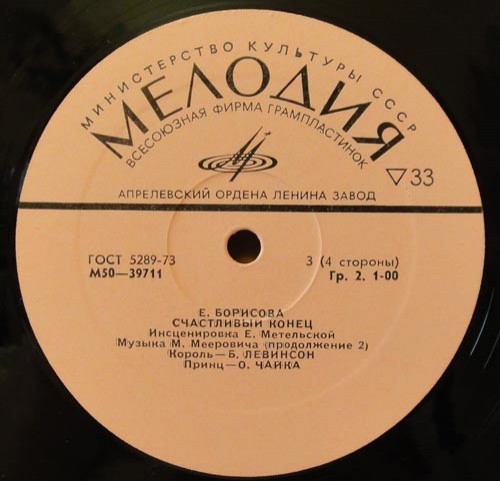 МИНИСТЕРСТВО КУЛЬТУРЫ СССР
МЕЛОДИЯ
ВСЕСОЮЗНАЯ ФИРМА ГРАМПЛАСТИНОК
▽33
АПРЕЛЕВСКИЙ ОРДЕНА ЛЕНИНА ЗАВОД
ГОСТ 5289-73 3 (4 стороны)
М50—39711 Гр. 2. 1-00
Е. БОРИСОВА
СЧАСТЛИВЫЙ КОНЕЦ
Инсценировка Е. Метельской
Музыка М. Мееровича (продолжение 2)
Король—Б. ЛЕВИНСОН
Принц—О. ЧАЙКА